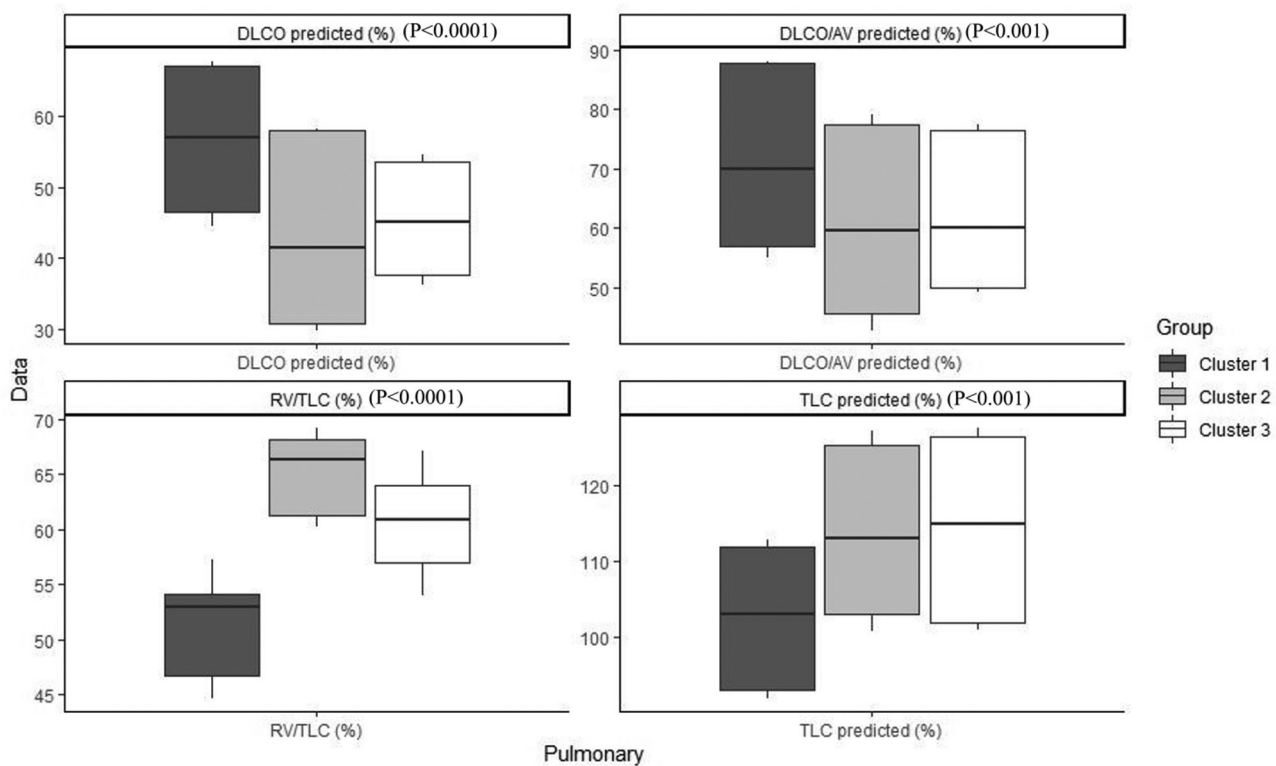 DLCO predicted (%) (P<0.0001)
60
50
40
30
DLCO predicted (%)
DLCO/AV predicted (%) (P<0.001)
90
80
70
60
50
DLCO/AV predicted (%)
Data
RV/TLC (%) (P<0.0001)
70
65
60
55
50
45
RV/TLC (%)
TLC predicted (%) (P<0.001)
120
110
100
TLC predicted (%)
Pulmonary
Group
Cluster 1
Cluster 2
Cluster 3